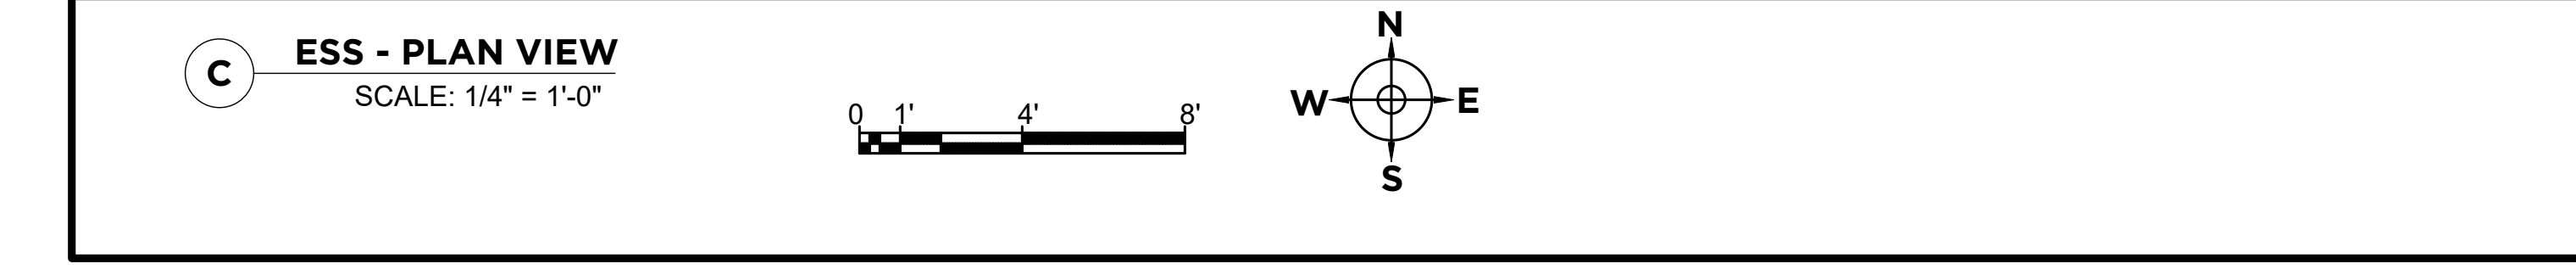 C
ESS - PLAN VIEW
SCALE: 1/4" = 1'-0"
0 1' 4' 8'
N
W E
S